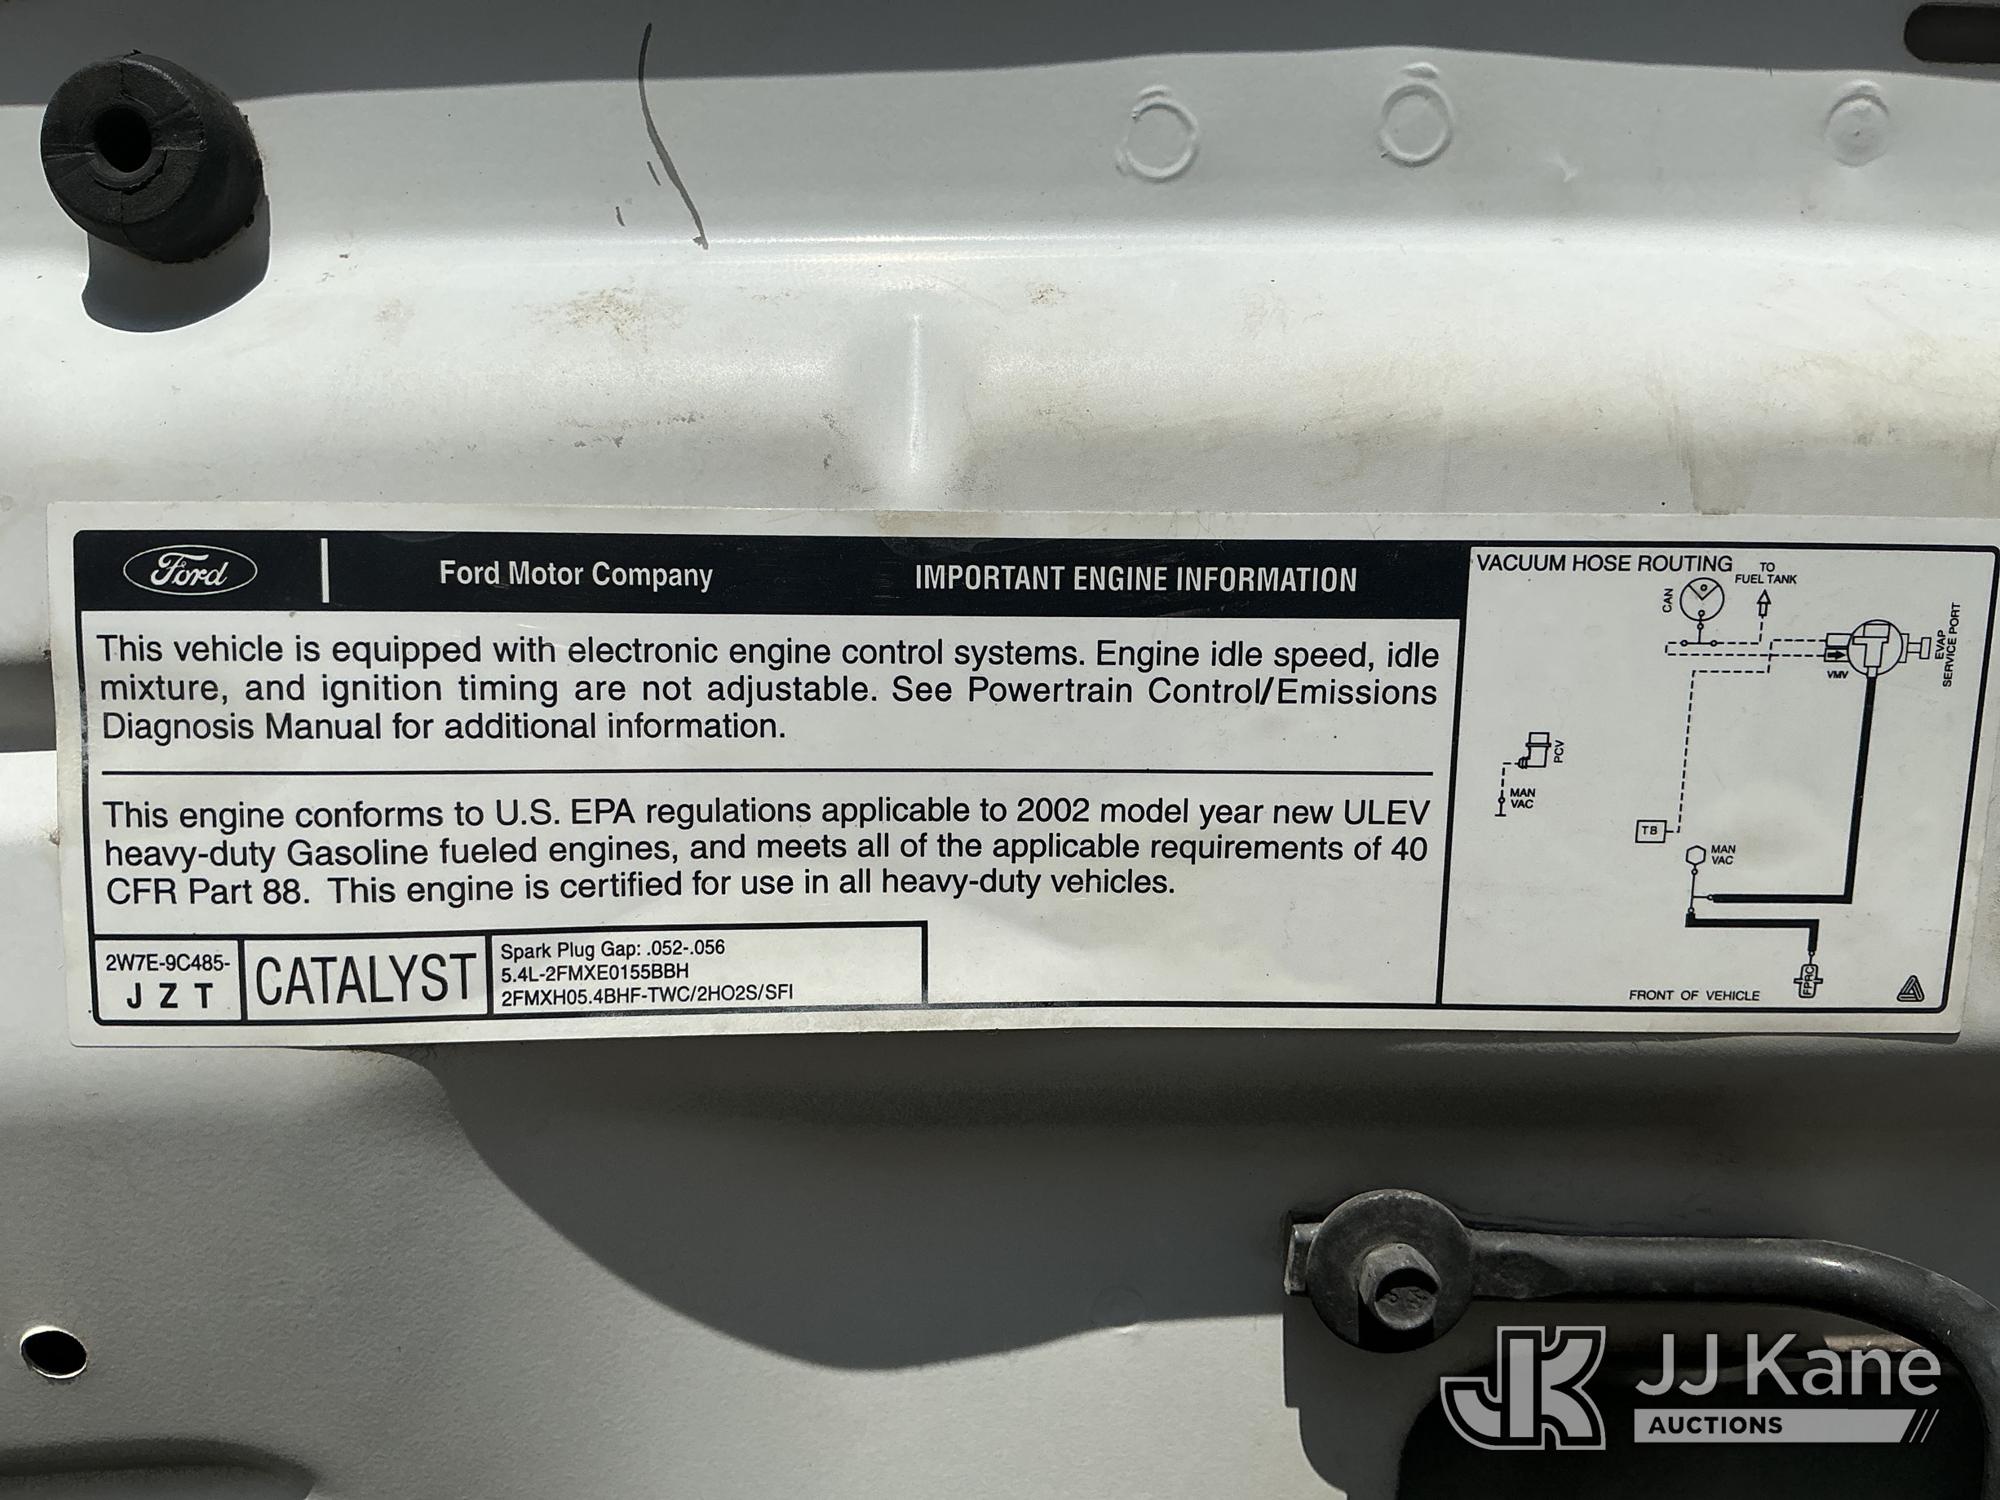 Ford
Ford Motor Company
IMPORTANT ENGINE INFORMATION
This vehicle is equipped with electronic engine control systems. Engine idle speed, idle
mixture, and ignition timing are not adjustable. See Powertrain Control/Emissions
Diagnosis Manual for additional information.
This engine conforms to U.S. EPA regulations applicable to 2002 model year new ULEV
heavy-duty Gasoline fueled engines, and meets all of the applicable requirements of 40
CFR Part 88. This engine is certified for use in all heavy-duty vehicles.
2W7E-9C485-
J Z T
CATALYST
Spark Plug Gap: .052-.056
5.4L-2FMXE0155BBH
2FMXH05.4BHF-TWC/2HO2S/SFI
VACUUM HOSE ROUTING
TO
FUEL TANK
CAN
EVAP
SERVICE PORT
VMV
PCV
MAN
VAC
TB
MAN
VAC
FPRC
FRONT OF VEHICLE
JK
JJ Kane
AUCTIONS